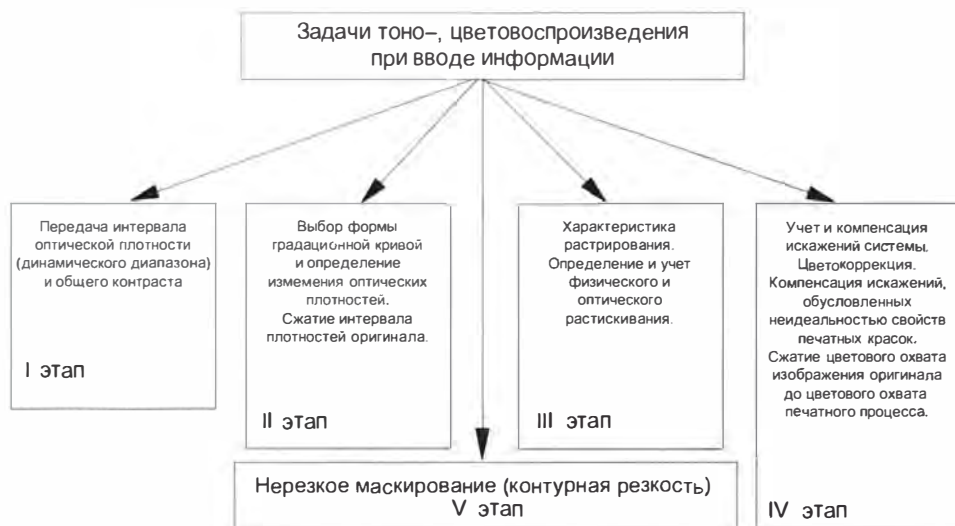 Задачи тоно–, цветовоспроизведения
при вводе информации
Передача интервала
оптической плотности
(динамического диапазона)
и общего контраста
I этап
Выбор формы
градационной кривой
и определение
измемения оптических
плотностей.
Сжатие интервала
плотностей оригинала.
II этап
Характеристика
растрирования.
Определение и учет
физического и
оптического
растискивания.
III этап
Учет и компенсация
искажений системы.
Цветокоррекция.
Компенсация искажений,
обусловленных
неидеальностью свойств
печатных красок.
Сжатие цветового охвата
изображения оригинала
до цветового охвата
печатного процесса.
IV этап
Нерезкое маскирование (контурная резкость)
V этап